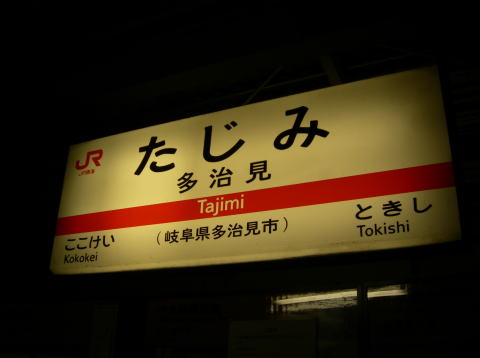 JR
JR東海
たじみ
多治見
Tajimi
ここけい
Kokokei
(岐阜県多治見市)
ときし
Tokishi